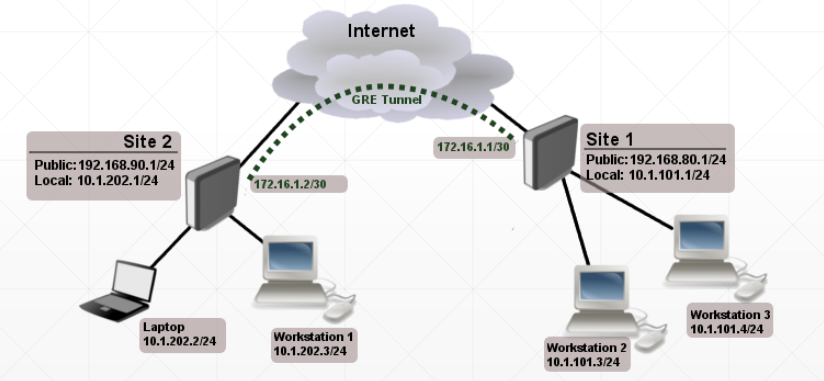 Internet
GRE Tunnel
Site 2
Public: 192.168.90.1/24
Local: 10.1.202.1/24
172.16.1.2/30
172.16.1.1/30
Site 1
Public: 192.168.80.1/24
Local: 10.1.101.1/24
Laptop
10.1.202.2/24
Workstation 1
10.1.202.3/24
Workstation 2
10.1.101.3/24
Workstation 3
10.1.101.4/24